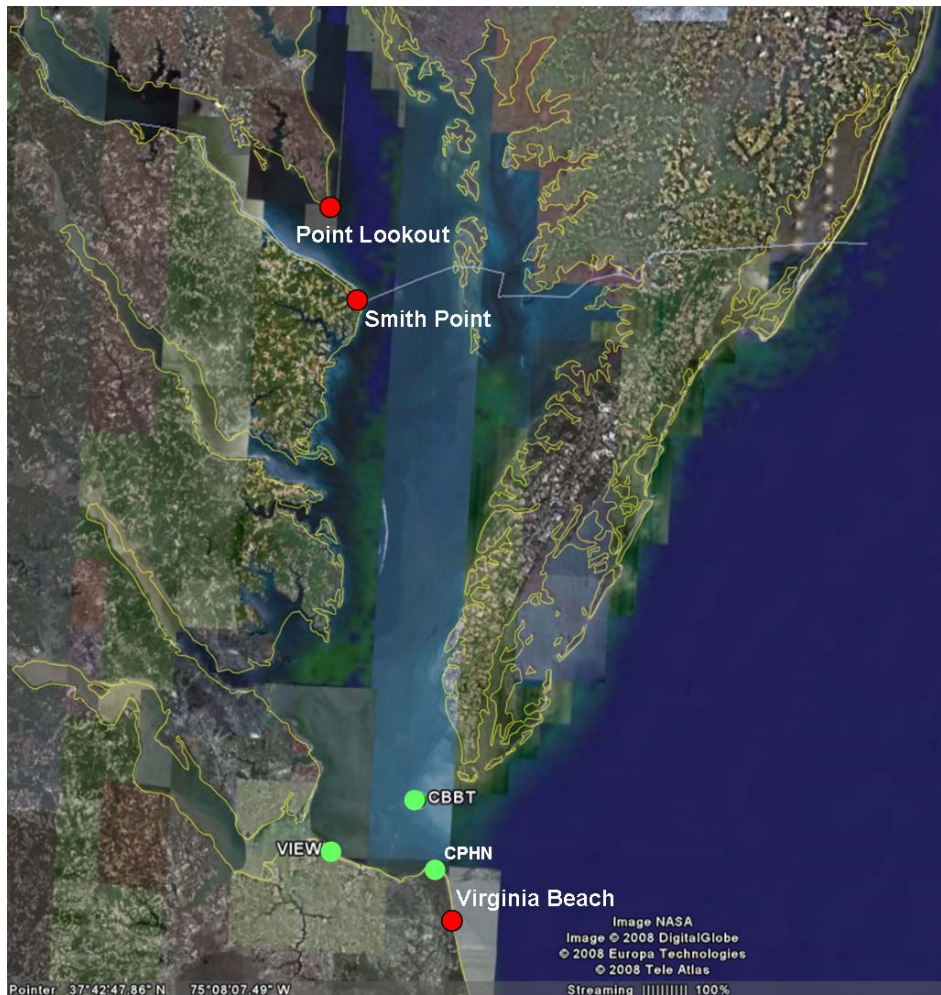 Point Lookout
Smith Point
CBBT
VIEW
CPHN
Virginia Beach
Image NASA
Image © 2008 DigitalGlobe
© 2008 Europa Technologies
© 2008 Tele Atlas
Pointer 37°42'47.86" N 75°08'07.49" W
Streaming |||||||||| 100%